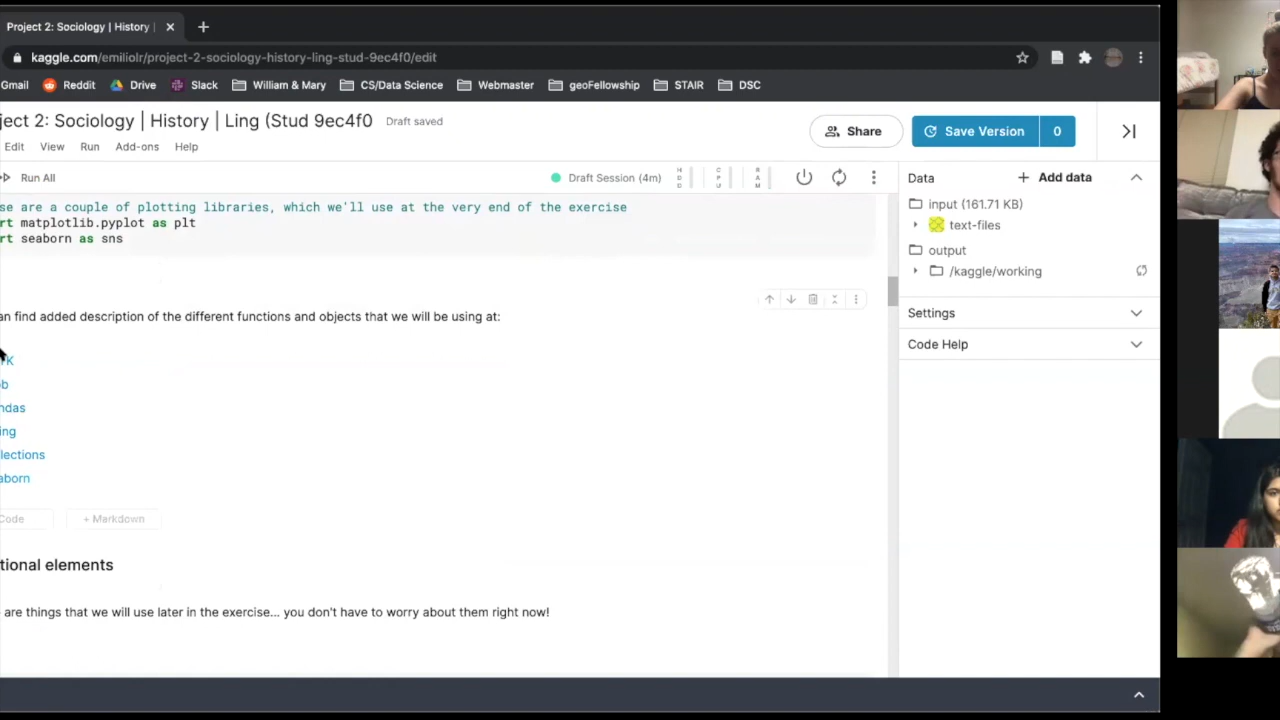 Project 2: Sociology | History |
kaggle.com/emiliolr/project-2-sociology-history-ling-stud-9ec4f0/edit
Gmail Reddit Drive Slack William & Mary CS/Data Science Webmaster geoFellowship STAIR DSC
ject 2: Sociology | History | Ling (Stud 9ec4f0 Draft saved
Share Save Version 0
Edit View Run Add-ons Help
Run All Draft Session (4m) HDD CPU RAM
Data + Add data
se are a couple of plotting libraries, which we'll use at the very end of the exercise
rt matplotlib.pyplot as plt
rt seaborn as sns
input (161.71 KB)
text-files
output
/kaggle/working
an find added description of the different functions and objects that we will be using at:
Settings
Code Help
K
b
ndas
ing
lections
aborn
Code + Markdown
tional elements
are things that we will use later in the exercise... you don't have to worry about them right now!